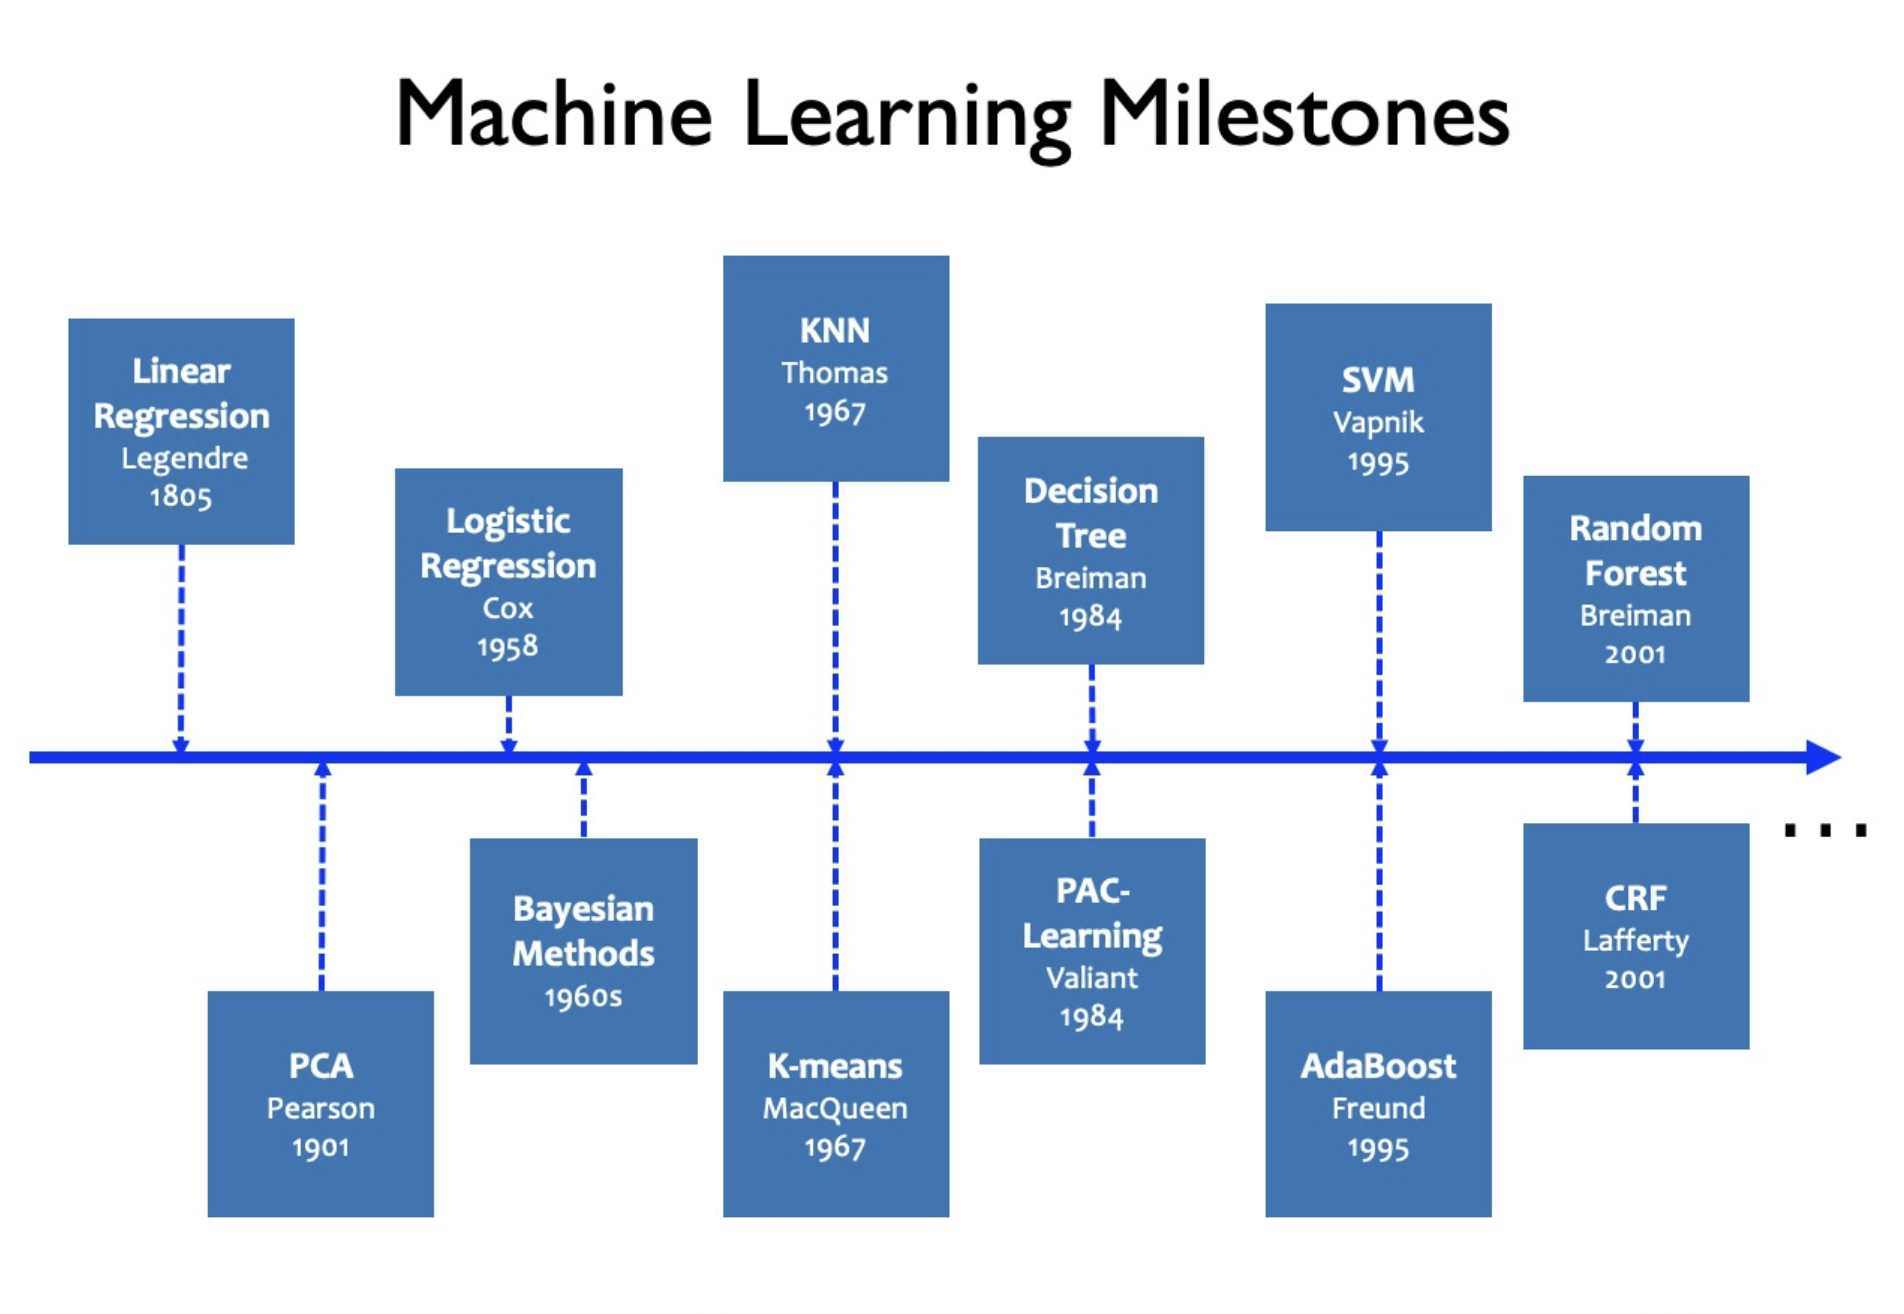 Machine Learning Milestones
Linear
Regression
Legendre
1805
Logistic
Regression
Cox
1958
KNN
Thomas
1967
Decision
Tree
Breiman
1984
SVM
Vapnik
1995
Random
Forest
Breiman
2001
PCA
Pearson
1901
Bayesian
Methods
1960s
K-means
MacQueen
1967
PAC-
Learning
Valiant
1984
AdaBoost
Freund
1995
CRF
Lafferty
2001
...